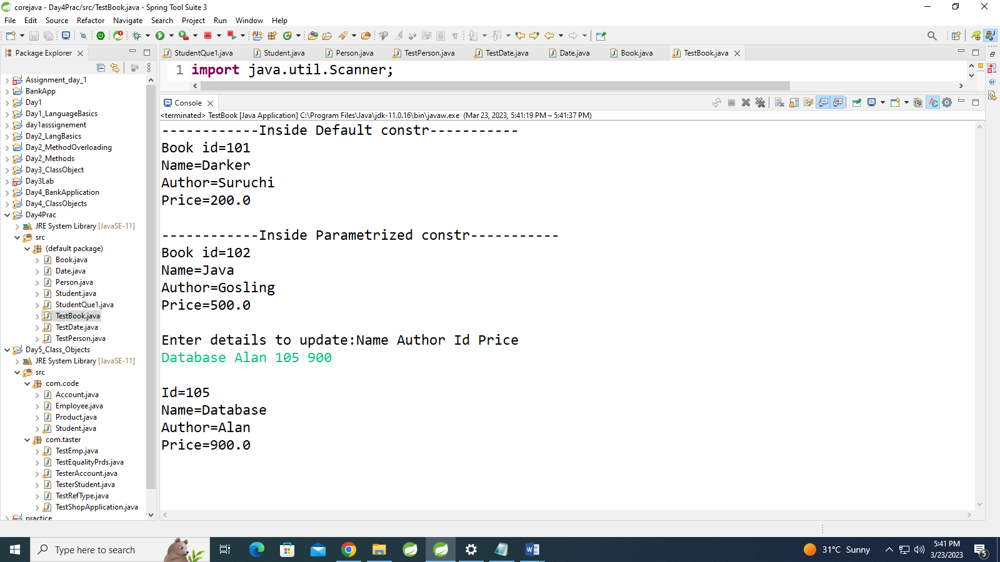 corejava - Day4Prac/src/TestBook.java - Spring Tool Suite 3
File Edit Source Refactor Navigate Search Project Run Window Help
Package Explorer
StudentQue1.java Student.java Person.java TestPerson.java TestDate.java Date.java Book.java TestBook.java
1 import java.util.Scanner;
Assignment_day_1
BankApp
Day1
Day1_LanguageBasics
day1asssignement
Day2_LangBasics
Day2_MethodOverloading
Day2_Methods
Day3_ClassObject
Day3Lab
Day4_BankApplication
Day4_ClassObjects
Day4Prac
JRE System Library [JavaSE-11]
src
(default package)
Book.java
Date.java
Person.java
Student.java
StudentQue1.java
TestBook.java
TestDate.java
TestPerson.java
Day5_Class_Objects
JRE System Library [JavaSE-11]
src
com.code
Account.java
Employee.java
Product.java
Student.java
com.taster
TestEmp.java
TestEqualityPrds.java
TesterAccount.java
TesterStudent.java
TestRefType.java
TestShopApplication.java
practice
Console
<terminated> TestBook [Java Application] C:\Program Files\Java\jdk-11.0.16\bin\javaw.exe (Mar 23, 2023, 5:41:19 PM – 5:41:37 PM)
------------Inside Default constr-----------
Book id=101
Name=Darker
Author=Suruchi
Price=200.0
------------Inside Parametrized constr-----------
Book id=102
Name=Java
Author=Gosling
Price=500.0
Enter details to update:Name Author Id Price
Database Alan 105 900
Id=105
Name=Database
Author=Alan
Price=900.0
Type here to search
31°C Sunny
5:41 PM
3/23/2023
5